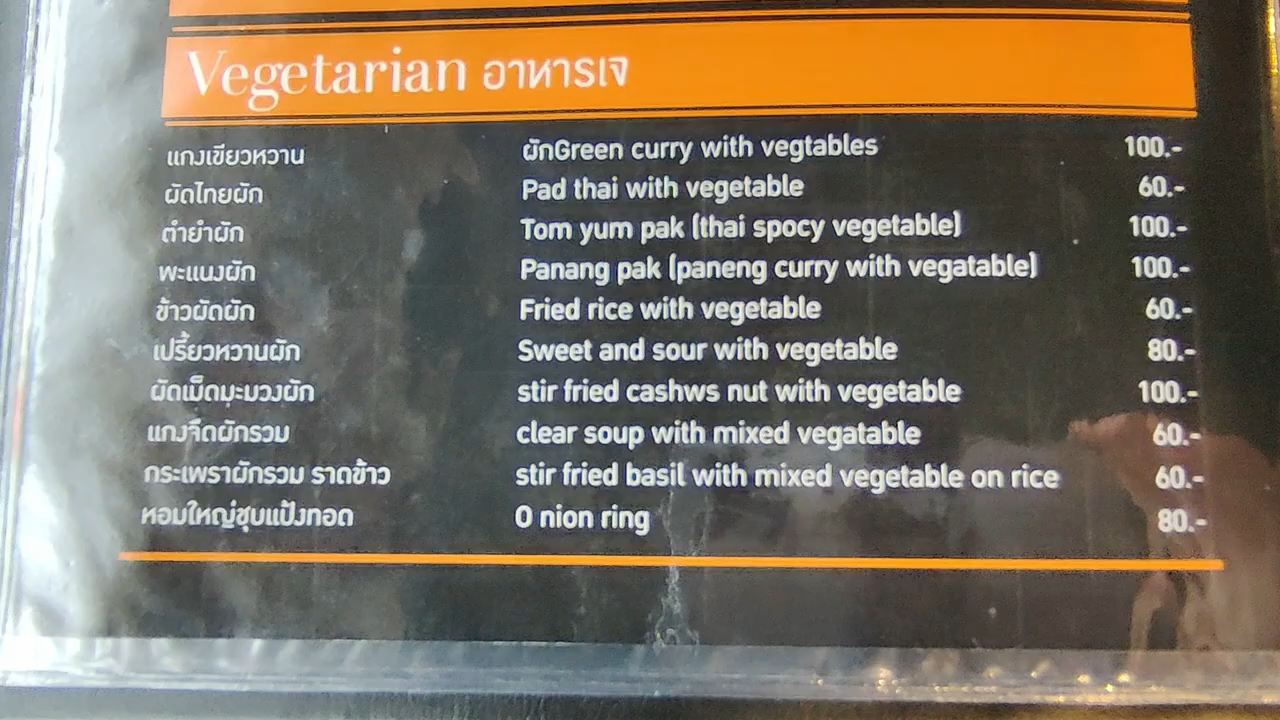 Vegetarian อาหารเจ
แกงเขียวหวาน ผักGreen curry with vegtables 100.-
ผัดไทยผัก Pad thai with vegetable 60.-
ต๋ำยำผัก Tom yum pak (thai spocy vegetable) 100.-
พะแนงผัก Panang pak (paneng curry with vegatable) 100.-
ข้าวผัดผัก Fried rice with vegetable 60.-
เปรี้ยวหวานผัก Sweet and sour with vegetable 80.-
ผัดเม็ดมะมวงผัก stir fried cashws nut with vegetable 100.-
แกงจืดผักรวม clear soup with mixed vegatable 60.-
กระเพราผักรวม ราดข้าว stir fried basil with mixed vegetable on rice 60.-
หอมใหญ่ชุบแป้งทอด O nion ring 80.-